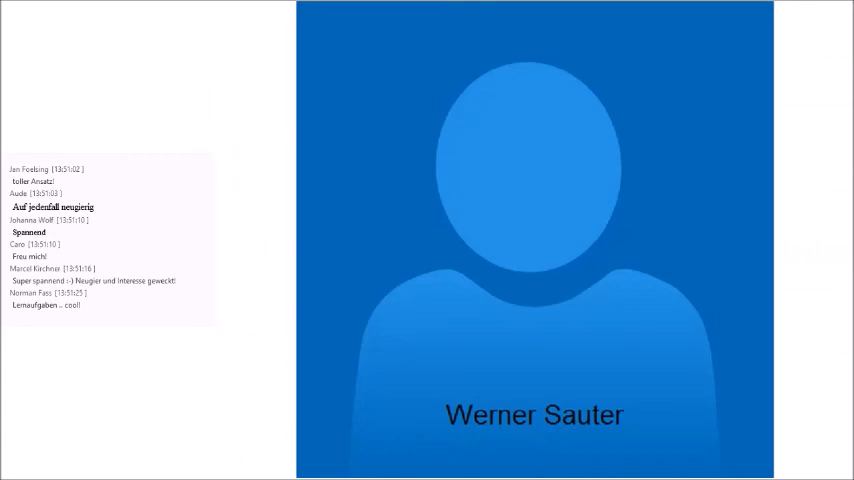 Jan Foelsing [13:51:02 ]
toller Ansatz!
Aude [13:51:03 ]
Auf jedenfall neugierig
Johanna Wolf [13:51:10 ]
Spannend
Caro [13:51:10 ]
Freu mich!
Marcel Kirchner [13:51:16 ]
Super spannend :-) Neugier und Interesse geweckt!
Norman Fass [13:51:25 ]
Lernaufgaben .. cool!
Werner Sauter